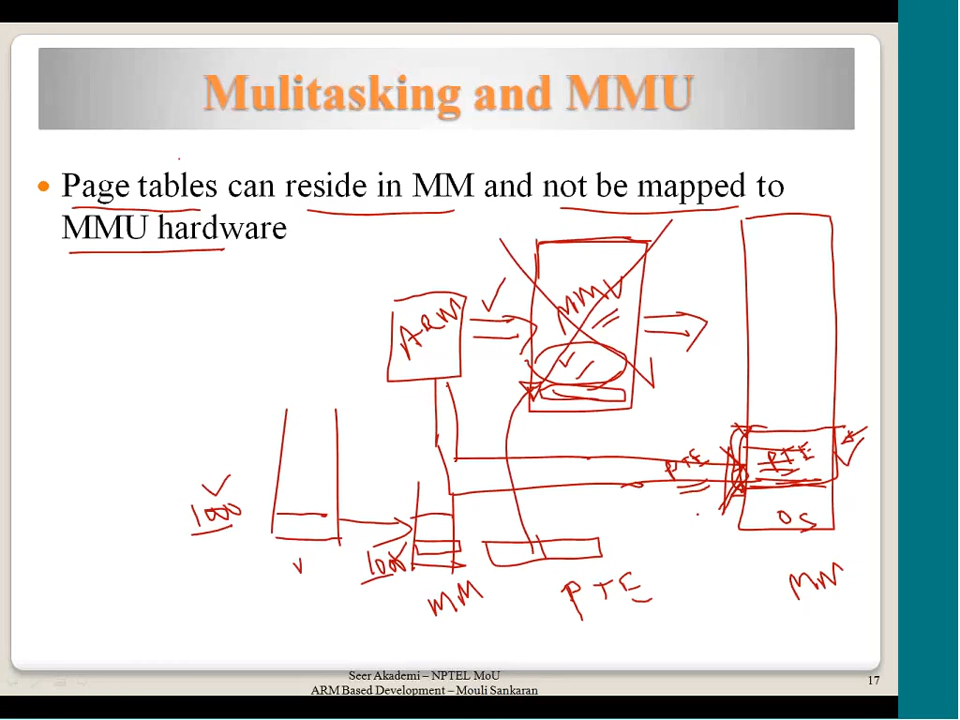 Mulitasking and MMU
Page tables can reside in MM and not be mapped to
MMU hardware
MMU
ARM
PTE
PTE
100
OS
100
V
MM
PTE
MM
Seer Akademi – NPTEL MoU
17
ARM Based Development – Mouli Sankaran